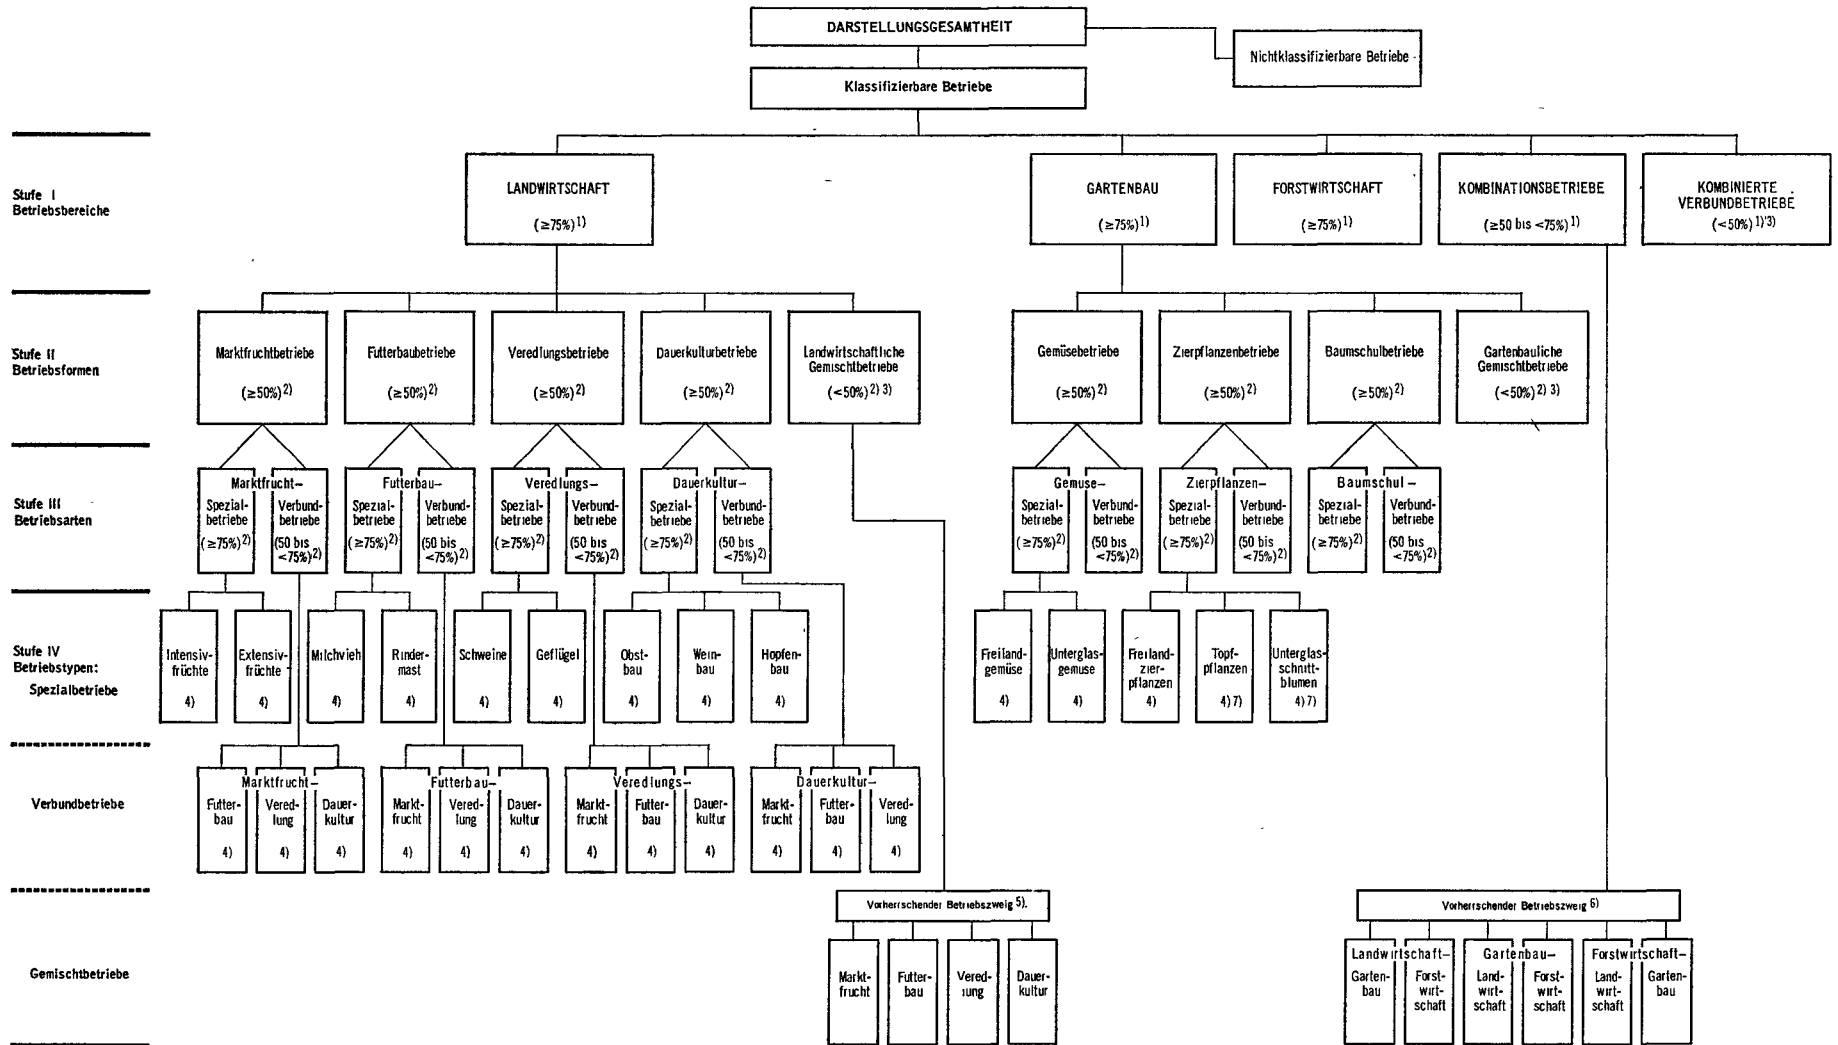 DARSTELLUNGSGESAMTHEIT
Nichtklassifizierbare Betriebe
Klassifizierbare Betriebe
Stufe I
Betriebsbereiche
LANDWIRTSCHAFT
(≥75%)1)
GARTENBAU
(≥75%)1)
FORSTWIRTSCHAFT
(≥75%)1)
KOMBINATIONSBETRIEBE
(≥50 bis <75%)1)
KOMBINIERTE
VERBUNDBETRIEBE
(<50%)1)3)
Stufe II
Betriebsformen
Marktfruchtbetriebe
(≥50%)2)
Futterbaubetriebe
(≥50%)2)
Veredlungsbetriebe
(≥50%)2)
Dauerkulturbetriebe
(≥50%)2)
Landwirtschaftliche
Gemischtbetriebe
(<50%)2) 3)
Gemüsebetriebe
(≥50%)2)
Zierpflanzenbetriebe
(≥50%)2)
Baumschulbetriebe
(≥50%)2)
Gartenbauliche
Gemischtbetriebe
(<50%)2) 3)
Stufe III
Betriebsarten
Marktfrucht–
Spezial-
betriebe
(≥75%)2)
Verbund-
betriebe
(50 bis
<75%)2)
Futterbau–
Spezial-
betriebe
(≥75%)2)
Verbund-
betriebe
(50 bis
<75%)2)
Veredlungs–
Spezial-
betriebe
(≥75%)2)
Verbund-
betriebe
(50 bis
<75%)2)
Dauerkultur–
Spezial-
betriebe
(≥75%)2)
Verbund-
betriebe
(50 bis
<75%)2)
Gemuse–
Spezial-
betriebe
(≥75%)2)
Verbund-
betriebe
(50 bis
<75%)2)
Zierpflanzen–
Spezial-
betriebe
(≥75%)2)
Verbund-
betriebe
(50 bis
<75%)2)
Baumschul–
Spezial-
betriebe
(≥75%)2)
Verbund-
betriebe
(50 bis
<75%)2)
Stufe IV
Betriebstypen:
Spezialbetriebe
Intensiv-
früchte
4)
Extensiv-
früchte
4)
Milchvieh
4)
Rinder-
mast
4)
Schweine
4)
Geflügel
4)
Obst-
bau
4)
Wein-
bau
4)
Hopfen-
bau
4)
Freiland-
gemüse
4)
Unterglas-
gemuse
4)
Freiland-
zier-
pflanzen
4)
Topf-
pflanzen
4) 7)
Unterglas-
schnitt-
blumen
4) 7)
Verbundbetriebe
Marktfrucht–
Futter-
bau
4)
Vered-
lung
4)
Dauer-
kultur
4)
Futterbau–
Markt-
frucht
4)
Vered-
lung
4)
Dauer-
kultur
4)
Veredlungs–
Markt-
frucht
4)
Futter-
bau
4)
Dauer-
kultur
4)
Dauerkultur–
Markt-
frucht
4)
Futter-
bau
4)
Vered-
lung
4)
Gemischtbetriebe
Vorherrschender Betriebszweig 5)
Markt-
frucht
Futter-
bau
Vered-
lung
Dauer-
kultur
Vorherrschender Betriebszweig 6)
Landwirtschaft–
Garten-
bau
Forst-
wirt-
schaft
Gartenbau–
Land-
wirt-
schaft
Forst-
wirt-
schaft
Forstwirtschaft–
Land-
wirt-
schaft
Garten-
bau